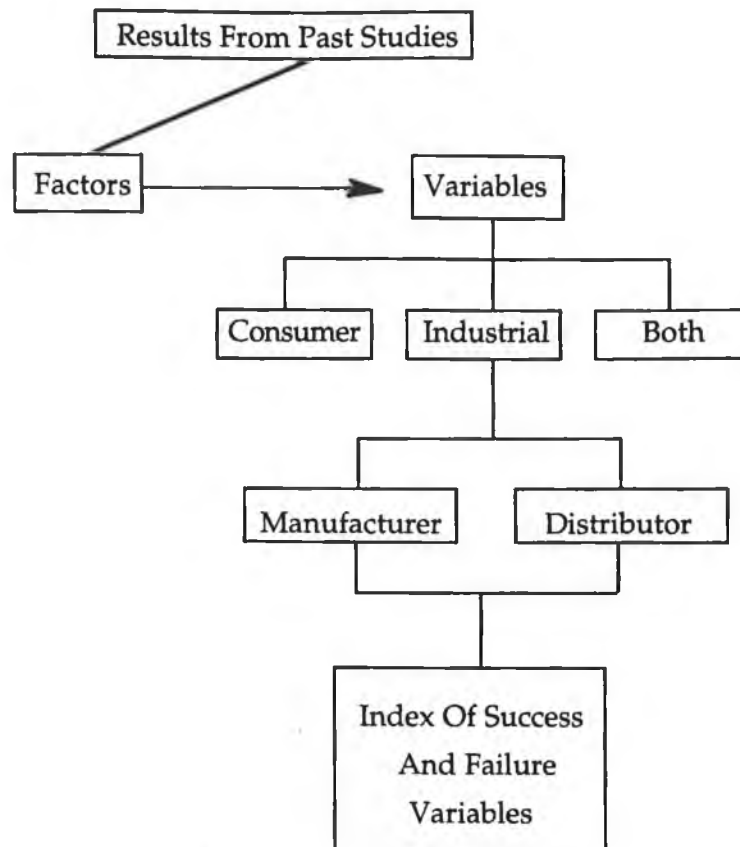 Results From Past Studies
Factors
Variables
Consumer
Industrial
Both
Manufacturer
Distributor
Index Of Success
And Failure
Variables